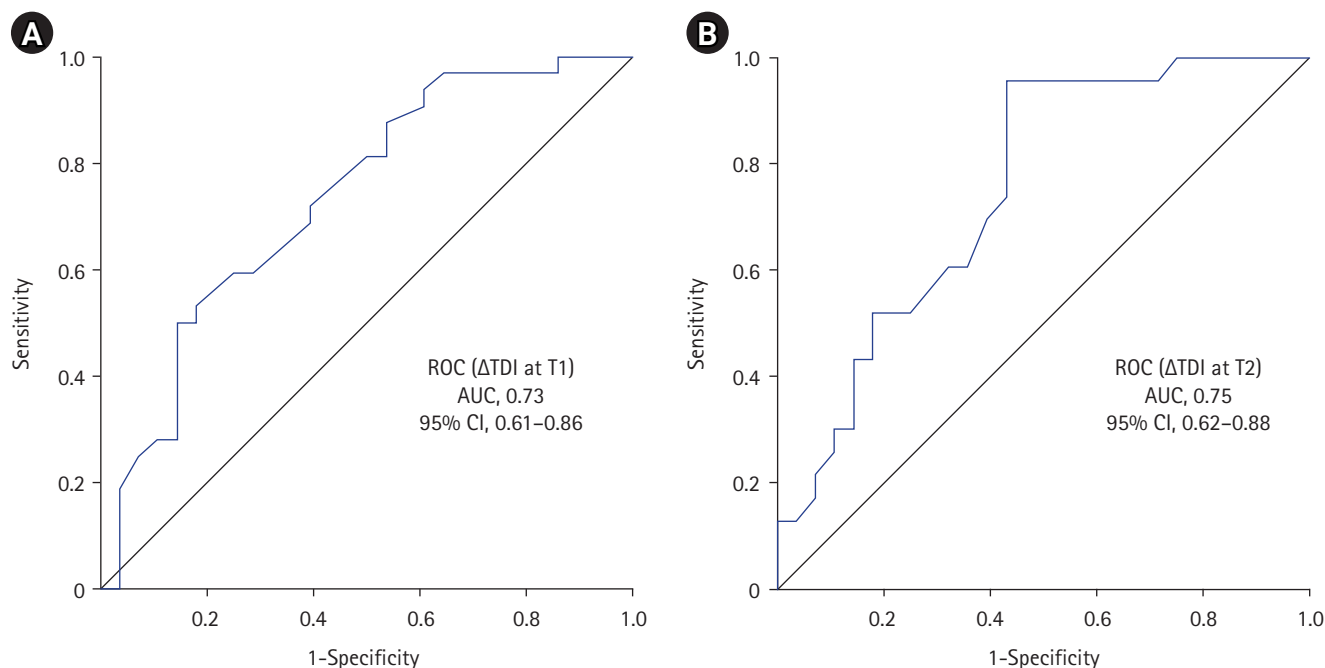 A
1.0
0.8
0.6
0.4
0.2
0
Sensitivity
ROC (ΔTDI at T1)
AUC, 0.73
95% CI, 0.61–0.86
0.2 0.4 0.6 0.8 1.0
1-Specificity
B
1.0
0.8
0.6
0.4
0.2
0
Sensitivity
ROC (ΔTDI at T2)
AUC, 0.75
95% CI, 0.62–0.88
0.2 0.4 0.6 0.8 1.0
1-Specificity